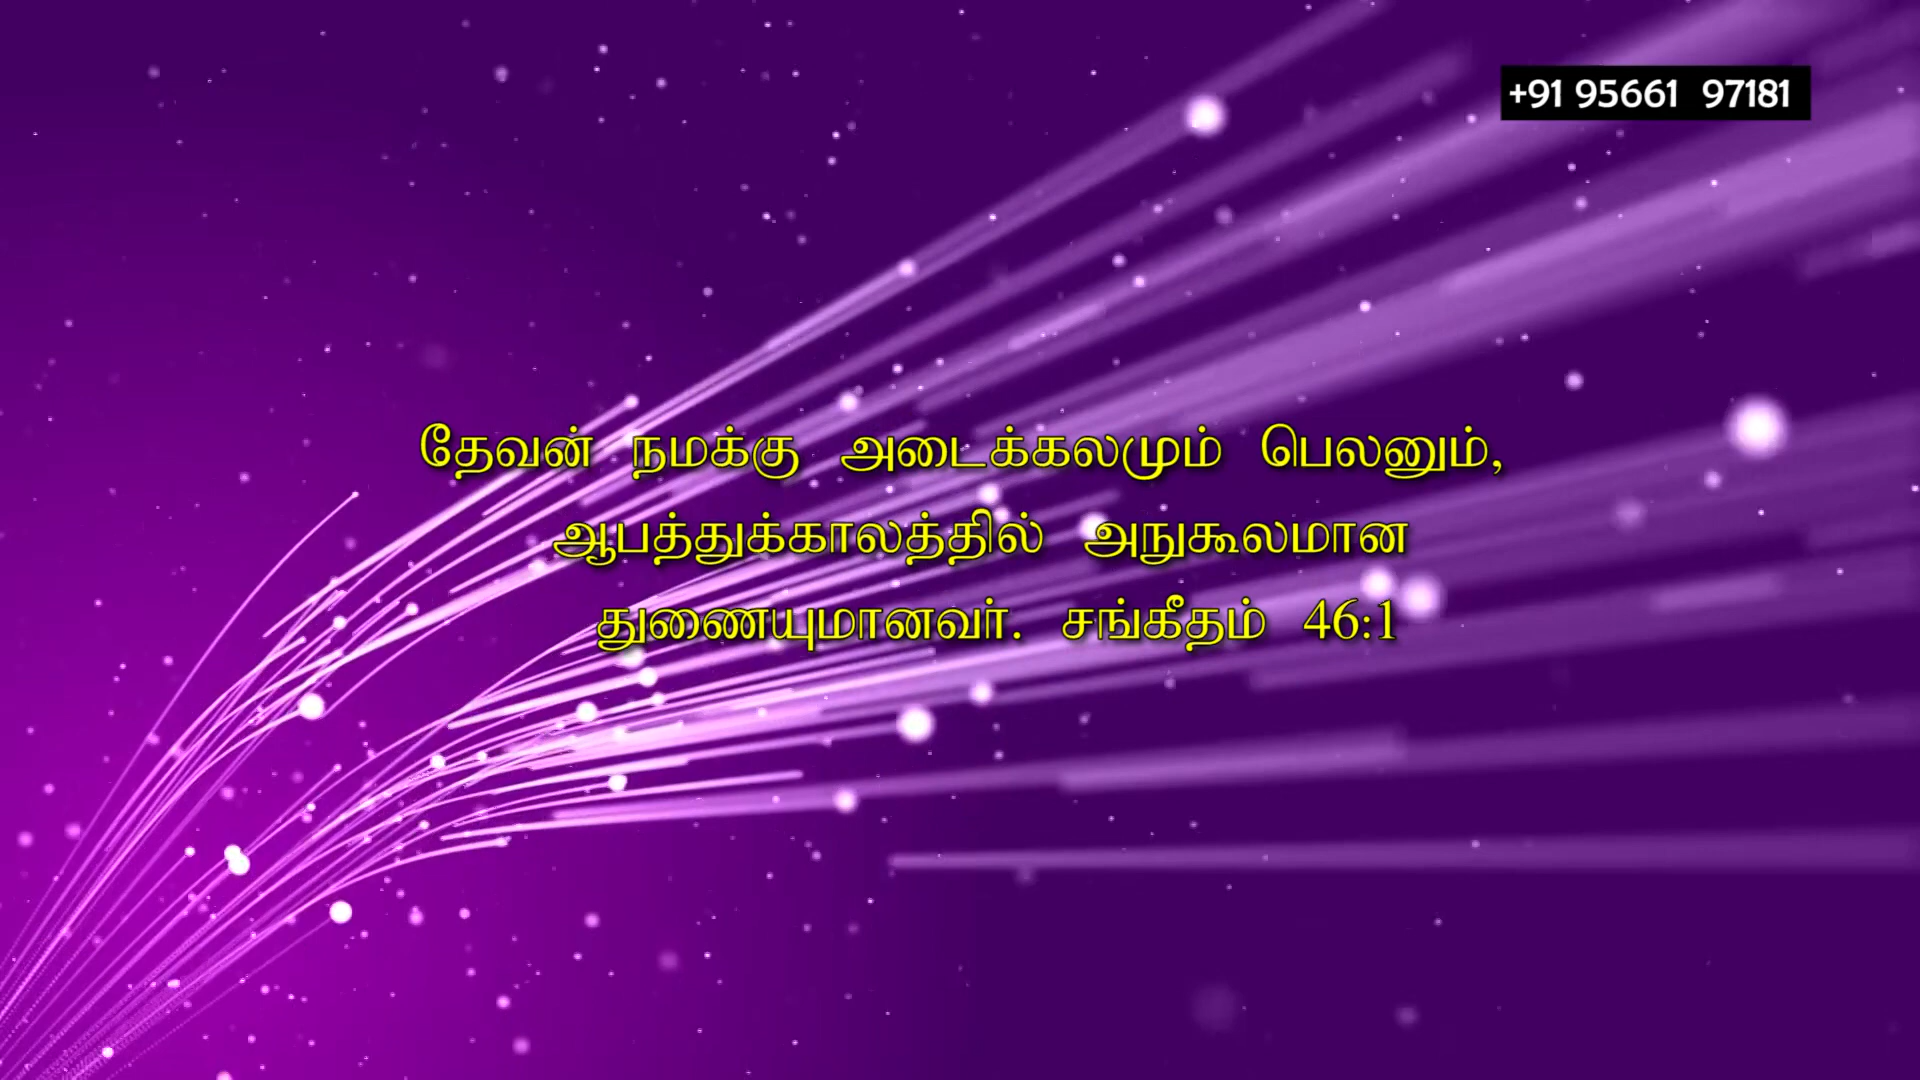 +91 95661 97181
தேவன் நமக்கு அடைக்கலமும் பெலனும்,
ஆபத்துக்காலத்தில் அநுகூலமான
துணையுமானவர். சங்கீதம் 46:1